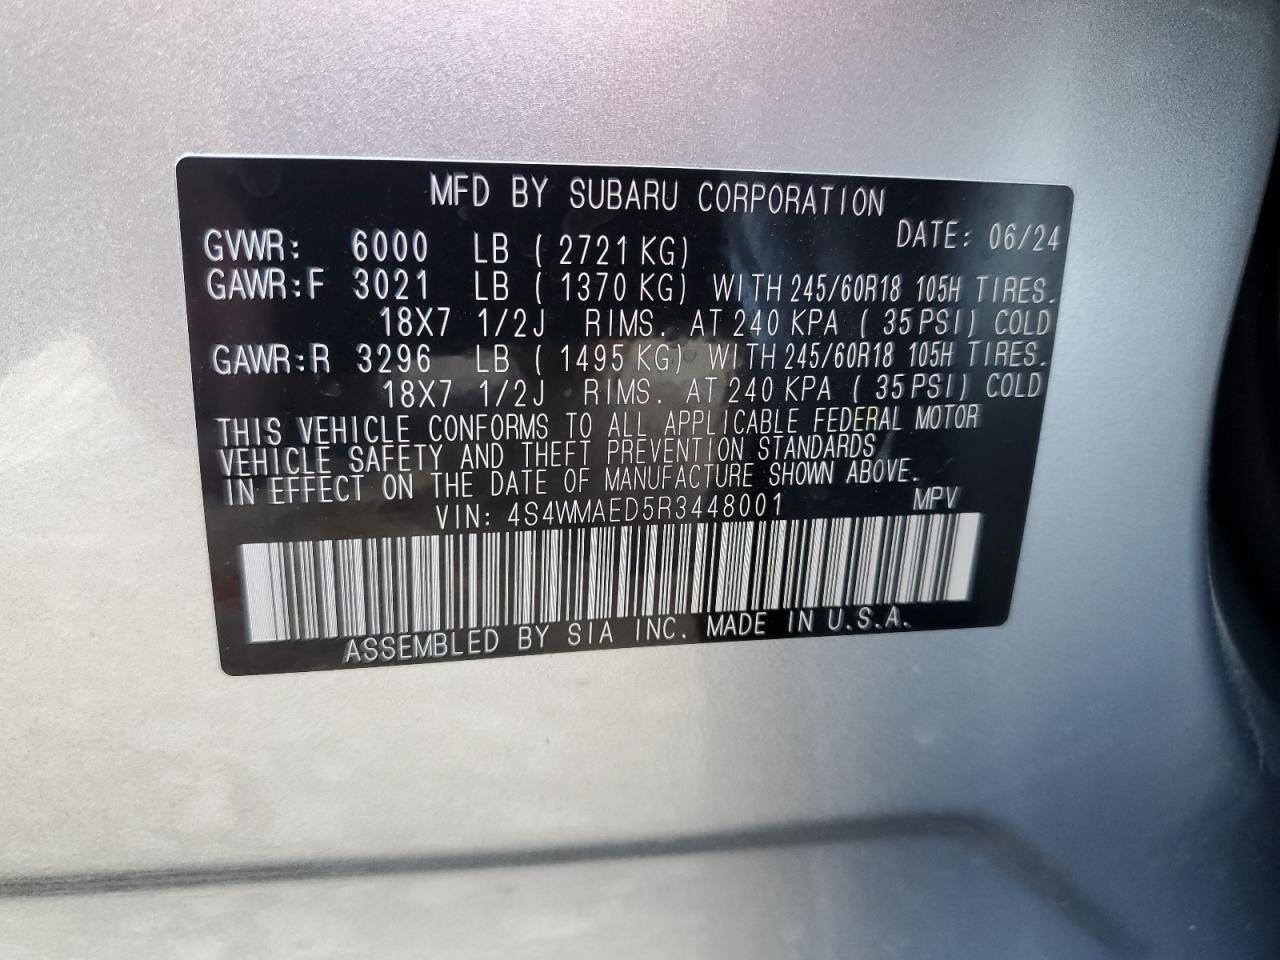 MFD BY SUBARU CORPORATION
DATE: 06/24
GVWR: 6000 LB ( 2721 KG)
GAWR:F 3021 LB ( 1370 KG) WITH 245/60R18 105H TIRES.
18X7 1/2J RIMS. AT 240 KPA ( 35 PSI) COLD
GAWR:R 3296 LB ( 1495 KG) WITH 245/60R18 105H TIRES.
18X7 1/2J RIMS. AT 240 KPA ( 35 PSI) COLD
THIS VEHICLE CONFORMS TO ALL APPLICABLE FEDERAL MOTOR
VEHICLE SAFETY AND THEFT PREVENTION STANDARDS
IN EFFECT ON THE DATE OF MANUFACTURE SHOWN ABOVE.
VIN: 4S4WMAED5R3448001 MPV
ASSEMBLED BY SIA INC. MADE IN U.S.A.